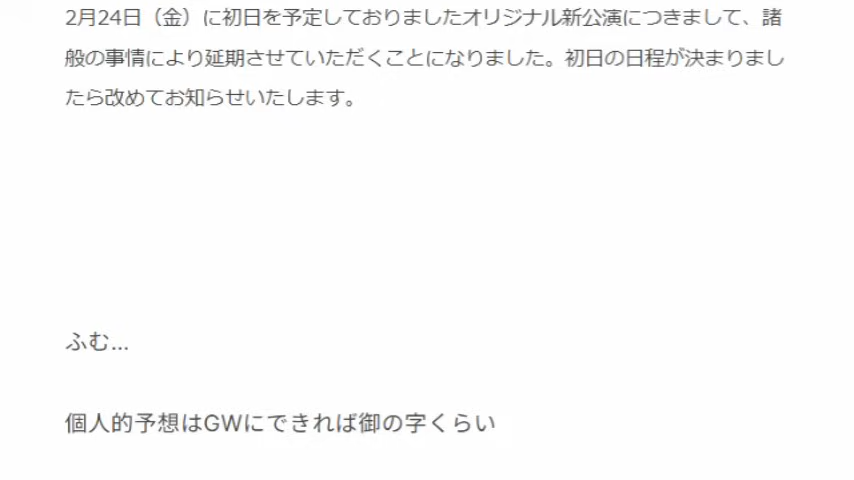 2月24日（金）に初日を予定しておりましたオリジナル新公演につきまして、諸
般の事情により延期させていただくことになりました。初日の日程が決まりまし
たら改めてお知らせいたします。
ふむ…
個人的予想はGWにできれば御の字くらい